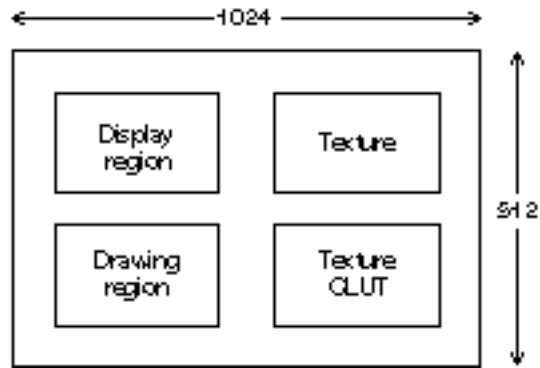 1024
Display
region
Texture
512
Drawing
region
Texture
CLUT